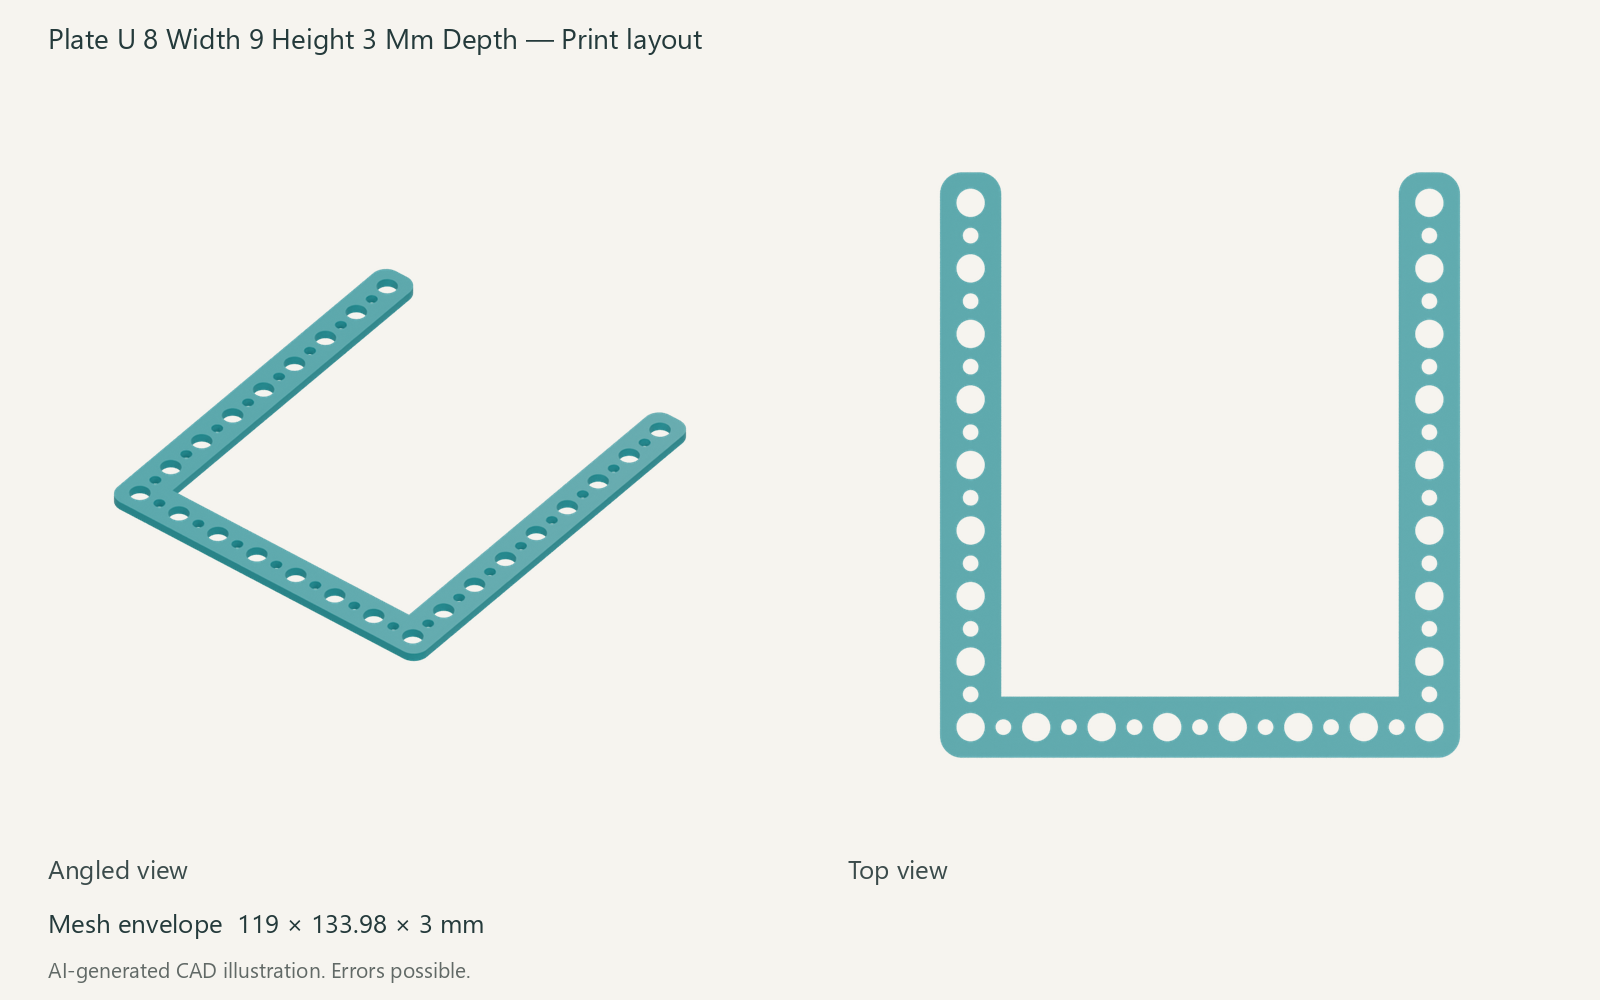 Plate U 8 Width 9 Height 3 Mm Depth — Print layout
Angled view
Top view
Mesh envelope 119 × 133.98 × 3 mm
AI-generated CAD illustration. Errors possible.